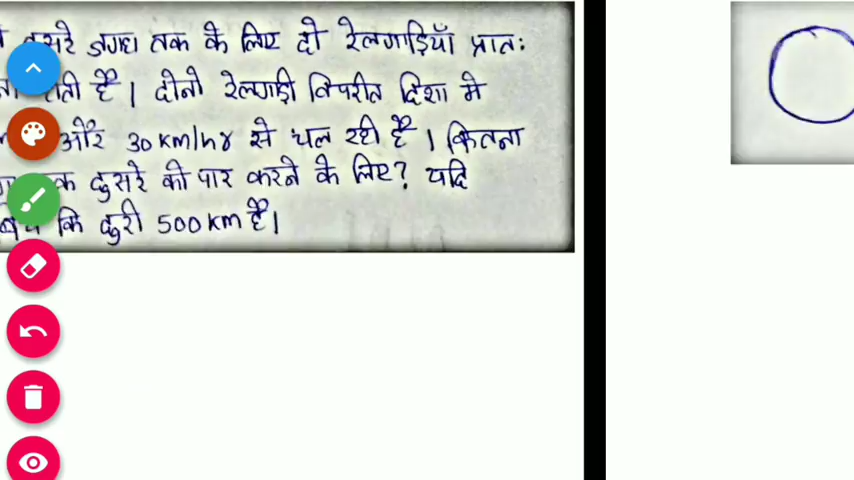 दुसरे जगह तक के लिए दो रेलगाड़ियाँ प्रातः
है। दोनो रेलगाड़ी विपरीत दिशा मे
और 30 km/hr से चल रही है। कितना
दुसरे को पार करने के लिए? यदि
कि दुरी 500 km है।